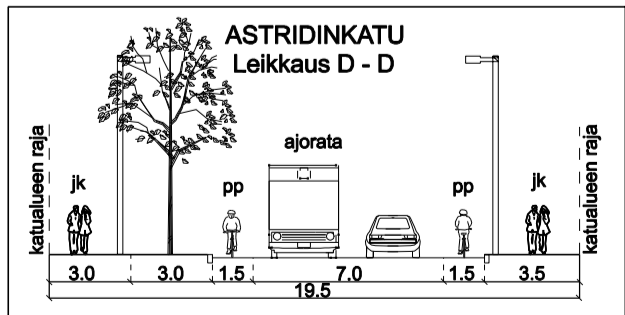 ASTRIDINKATU
Leikkaus D - D
ajorata
katualueen raja
jk
pp
pp
jk
katualueen raja
3.0 3.0 1.5 7.0 1.5 3.5
19.5